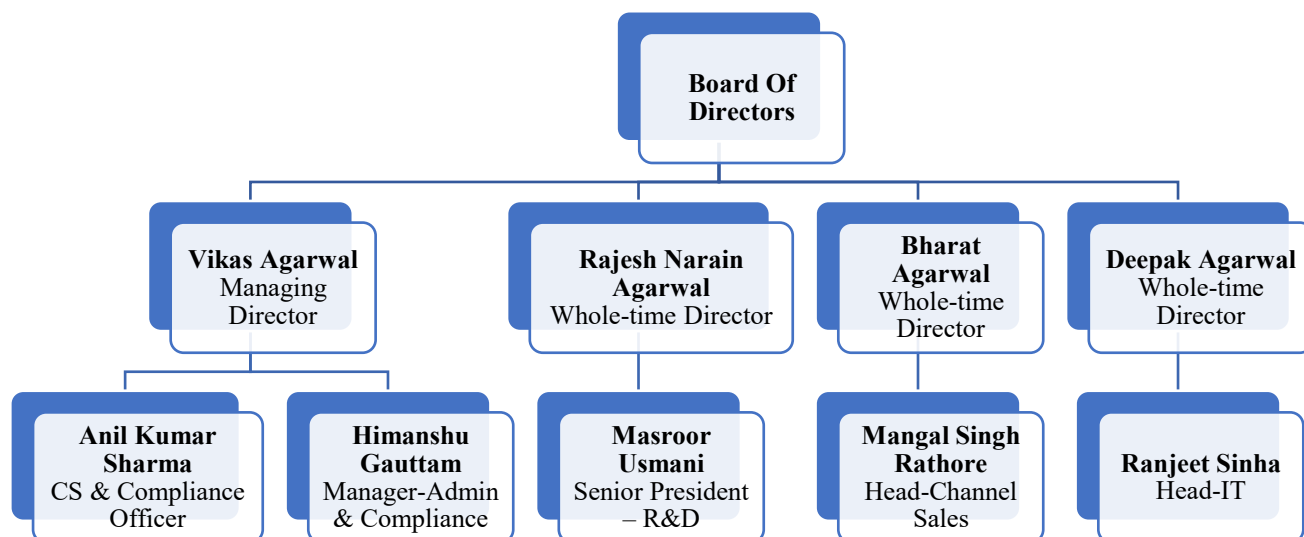 Board Of
Directors
Vikas Agarwal
Managing
Director
Rajesh Narain
Agarwal
Whole-time Director
Bharat
Agarwal
Whole-time
Director
Deepak Agarwal
Whole-time
Director
Anil Kumar
Sharma
CS & Compliance
Officer
Himanshu
Gauttam
Manager-Admin
& Compliance
Masroor
Usmani
Senior President
– R&D
Mangal Singh
Rathore
Head-Channel
Sales
Ranjeet Sinha
Head-IT